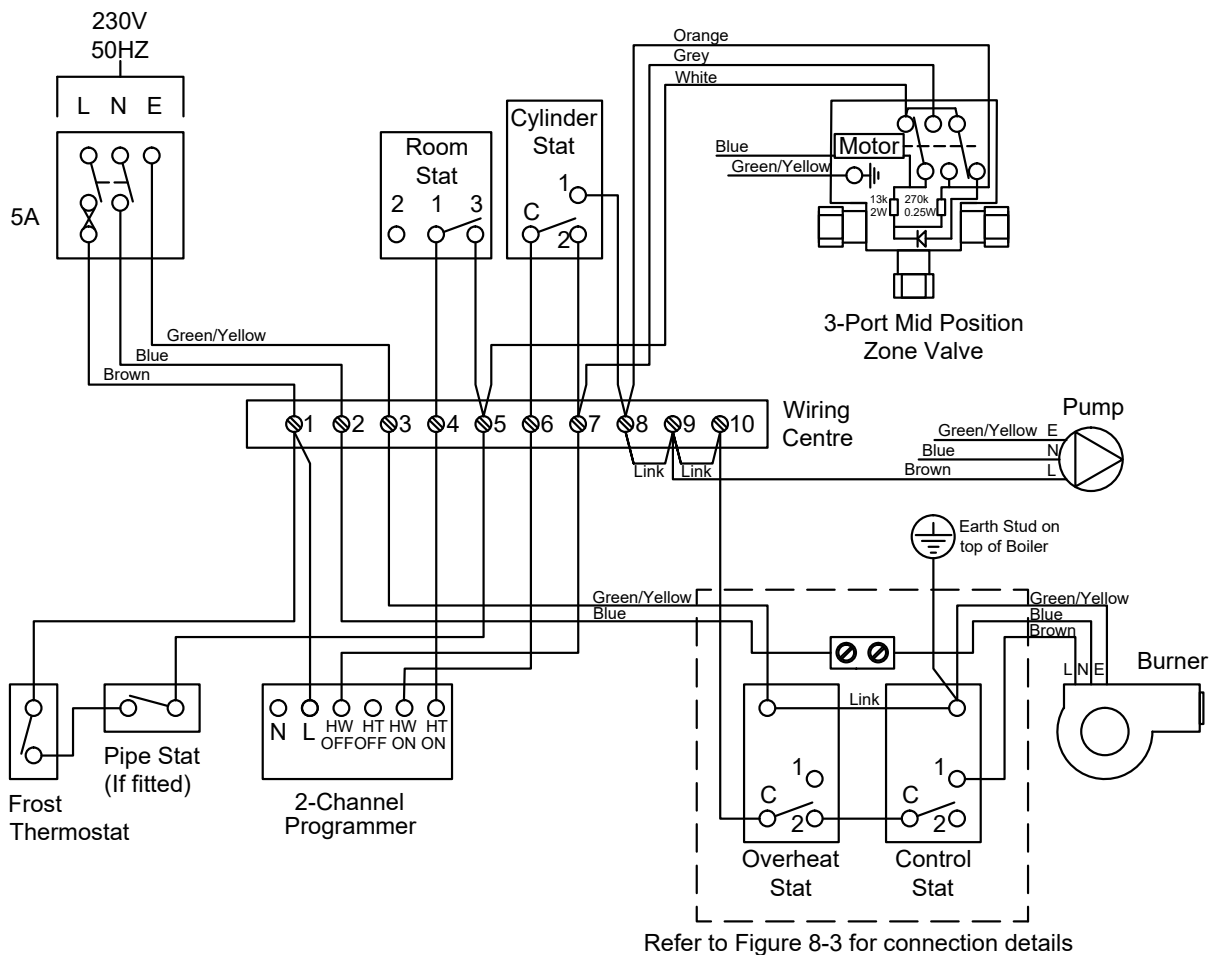 230V
50HZ
L N E
5A
Room
Stat
2 1 3
Cylinder
Stat
1
C
2
Orange
Grey
White
Blue
Green/Yellow
Motor
13k
2W
270k
0.25W
3-Port Mid Position
Zone Valve
Green/Yellow
Blue
Brown
1 2 3 4 5 6 7 8 9 10
Link Link
Wiring
Centre
Pump
Green/Yellow E
Blue N
Brown L
Earth Stud on
top of Boiler
Green/Yellow
Blue
Green/Yellow
Blue
Brown
L N E
Burner
Link
1
C
2
Overheat
Stat
1
C
2
Control
Stat
N L HW OFF HT OFF HW ON HT ON
2-Channel
Programmer
Pipe Stat
(If fitted)
Frost
Thermostat
Refer to Figure 8-3 for connection details